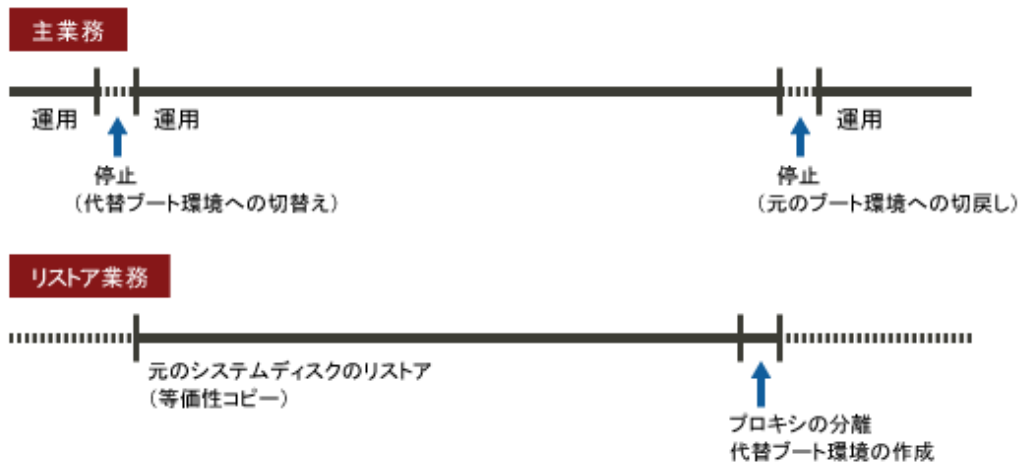 主業務
運用
運用
運用
停止
(代替ブート環境への切替え)
停止
(元のブート環境への切戻し)
リストア業務
元のシステムディスクのリストア
(等価性コピー)
プロキシの分離
代替ブート環境の作成